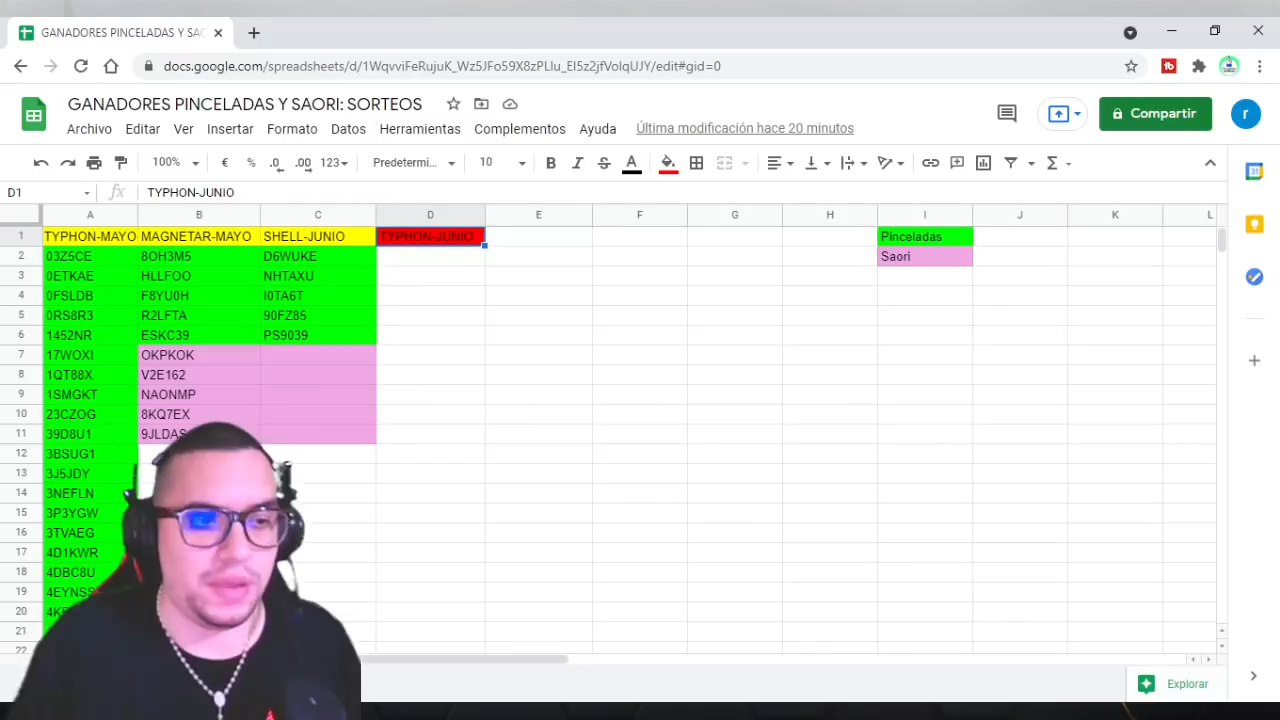 GANADORES PINCELADAS Y SAC
docs.google.com/spreadsheets/d/1WqvviFeRujuK_Wz5JFo59X8zPLlu_El5z2jfVoIqUJY/edit#gid=0
GANADORES PINCELADAS Y SAORI: SORTEOS
Archivo Editar Ver Insertar Formato Datos Herramientas Complementos Ayuda Última modificación hace 20 minutos
Compartir
r
100% € % .0 .00 123 Predetermi... 10 B I S A
D1 fx TYPHON-JUNIO
A B C D E F G H I J K L
1 TYPHON-MAYO MAGNETAR-MAYO SHELL-JUNIO TYPHON-JUNIO Pinceladas
2 03Z5CE 8OH3M5 D6WUKE Saori
3 0ETKAE HLLFOO NHTAXU
4 0FSLDB F8YU0H I0TA6T
5 0RS8R3 R2LFTA 90FZ85
6 1452NR ESKC39 PS9039
7 17WOXI OKPKOK
8 1QT88X V2E162
9 1SMGKT NAONMP
10 23CZOG 8KQ7EX
11 39D8U1 9JLDAS
12 3BSUG1
13 3J5JDY
14 3NEFLN
15 3P3YGW
16 3TVAEG
17 4D1KWR
18 4DBC8U
19 4EYNSS
20
21
22
Explorar